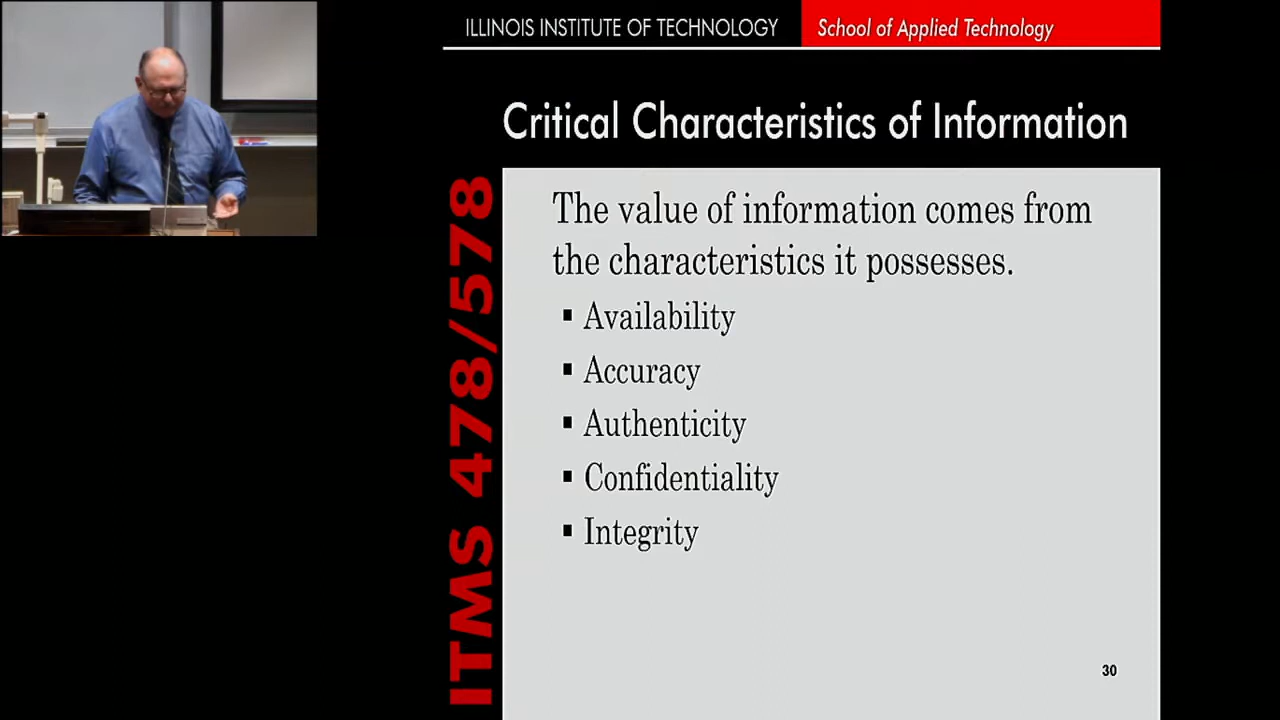 ILLINOIS INSTITUTE OF TECHNOLOGY School of Applied Technology
Critical Characteristics of Information
ITMS 478/578
The value of information comes from
the characteristics it possesses.
▪ Availability
▪ Accuracy
▪ Authenticity
▪ Confidentiality
▪ Integrity
30